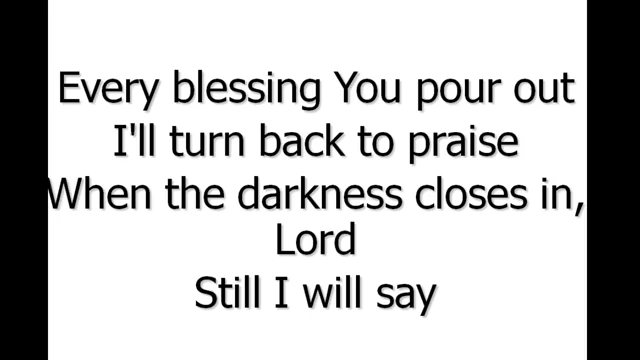 Every blessing You pour out
I'll turn back to praise
When the darkness closes in,
Lord
Still I will say